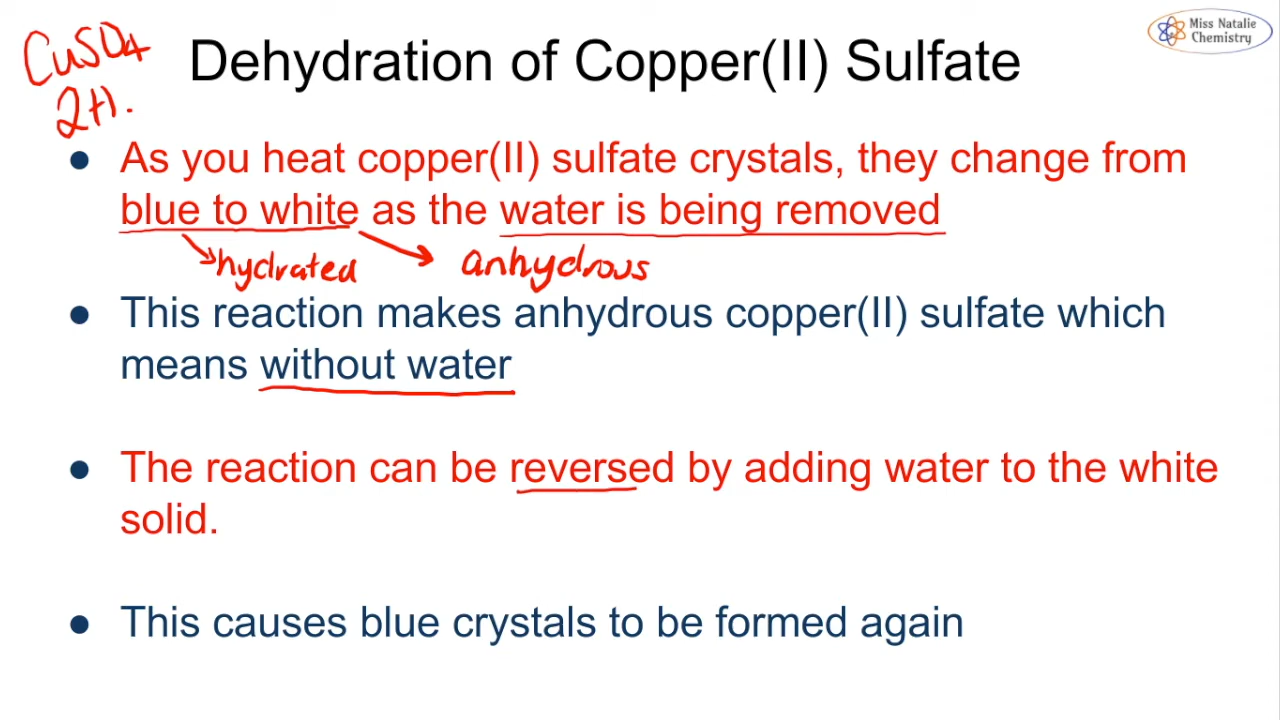 CuSO4
2H.
Dehydration of Copper(II) Sulfate
Miss Natalie
Chemistry
● As you heat copper(II) sulfate crystals, they change from
blue to white as the water is being removed
hydrated anhydrous
● This reaction makes anhydrous copper(II) sulfate which
means without water
● The reaction can be reversed by adding water to the white
solid.
● This causes blue crystals to be formed again